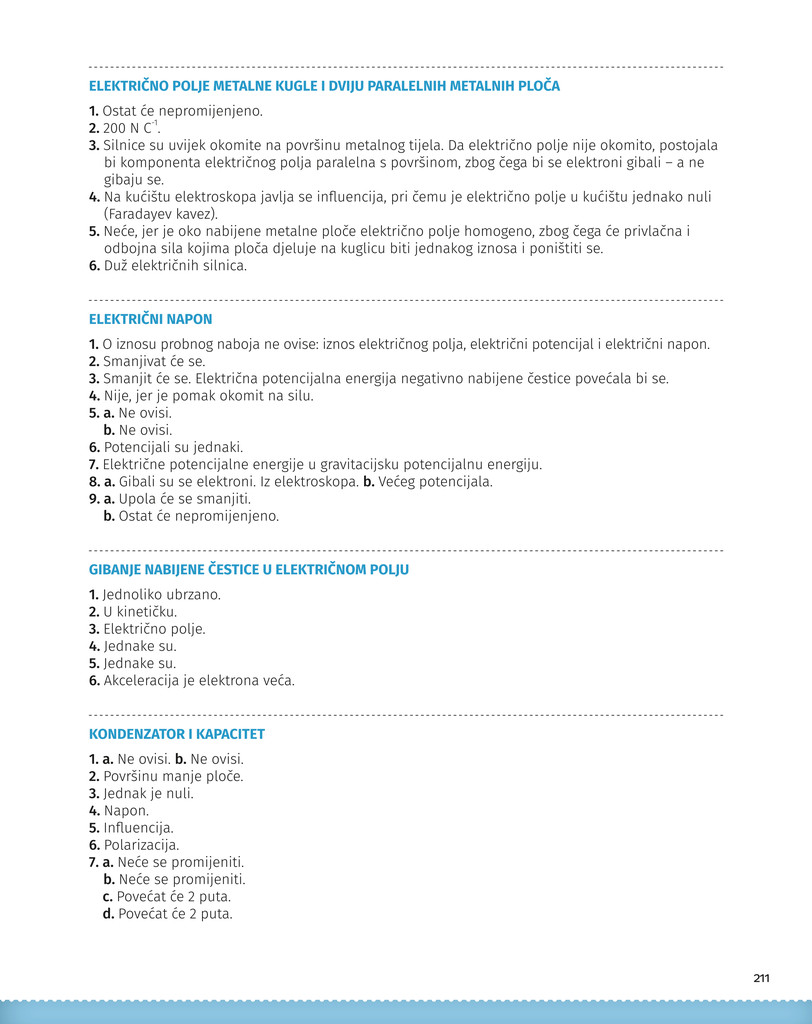 ELEKTRIČNO POLJE METALNE KUGLE I DVIJU PARALELNIH METALNIH PLOČA
1. Ostat će nepromijenjeno.
2. 200 N C⁻¹.
3. Silnice su uvijek okomite na površinu metalnog tijela. Da električno polje nije okomito, postojala
bi komponenta električnog polja paralelna s površinom, zbog čega bi se elektroni gibali – a ne
gibaju se.
4. Na kućištu elektroskopa javlja se influencija, pri čemu je električno polje u kućištu jednako nuli
(Faradayev kavez).
5. Neće, jer je oko nabijene metalne ploče električno polje homogeno, zbog čega će privlačna i
odbojna sila kojima ploča djeluje na kuglicu biti jednakog iznosa i poništiti se.
6. Duž električnih silnica.
ELEKTRIČNI NAPON
1. O iznosu probnog naboja ne ovise: iznos električnog polja, električni potencijal i električni napon.
2. Smanjivat će se.
3. Smanjit će se. Električna potencijalna energija negativno nabijene čestice povećala bi se.
4. Nije, jer je pomak okomit na silu.
5. a. Ne ovisi.
b. Ne ovisi.
6. Potencijali su jednaki.
7. Električne potencijalne energije u gravitacijsku potencijalnu energiju.
8. a. Gibali su se elektroni. Iz elektroskopa. b. Većeg potencijala.
9. a. Upola će se smanjiti.
b. Ostat će nepromijenjeno.
GIBANJE NABIJENE ČESTICE U ELEKTRIČNOM POLJU
1. Jednoliko ubrzano.
2. U kinetičku.
3. Električno polje.
4. Jednake su.
5. Jednake su.
6. Akceleracija je elektrona veća.
KONDENZATOR I KAPACITET
1. a. Ne ovisi. b. Ne ovisi.
2. Površinu manje ploče.
3. Jednak je nuli.
4. Napon.
5. Influencija.
6. Polarizacija.
7. a. Neće se promijeniti.
b. Neće se promijeniti.
c. Povećat će 2 puta.
d. Povećat će 2 puta.
211